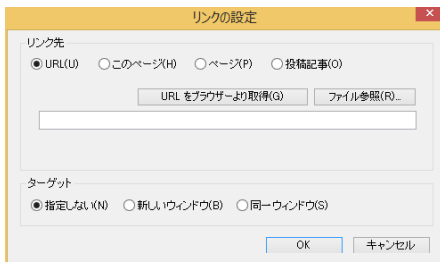 リンクの設定
リンク先
URL(U) このページ(H) ページ(P) 投稿記事(O)
URL をブラウザーより取得(G) ファイル参照(R)...
ターゲット
指定しない(N) 新しいウィンドウ(B) 同一ウィンドウ(S)
OK キャンセル